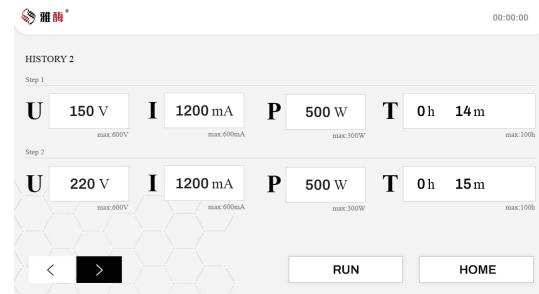 雅酶®
00:00:00
HISTORY 2
Step 1
U 150 V I 1200 mA P 500 W T 0 h 14 m
max:600V max:600mA max:300W max:100h
Step 2
U 220 V I 1200 mA P 500 W T 0 h 15 m
max:600V max:600mA max:300W max:100h
< > RUN HOME